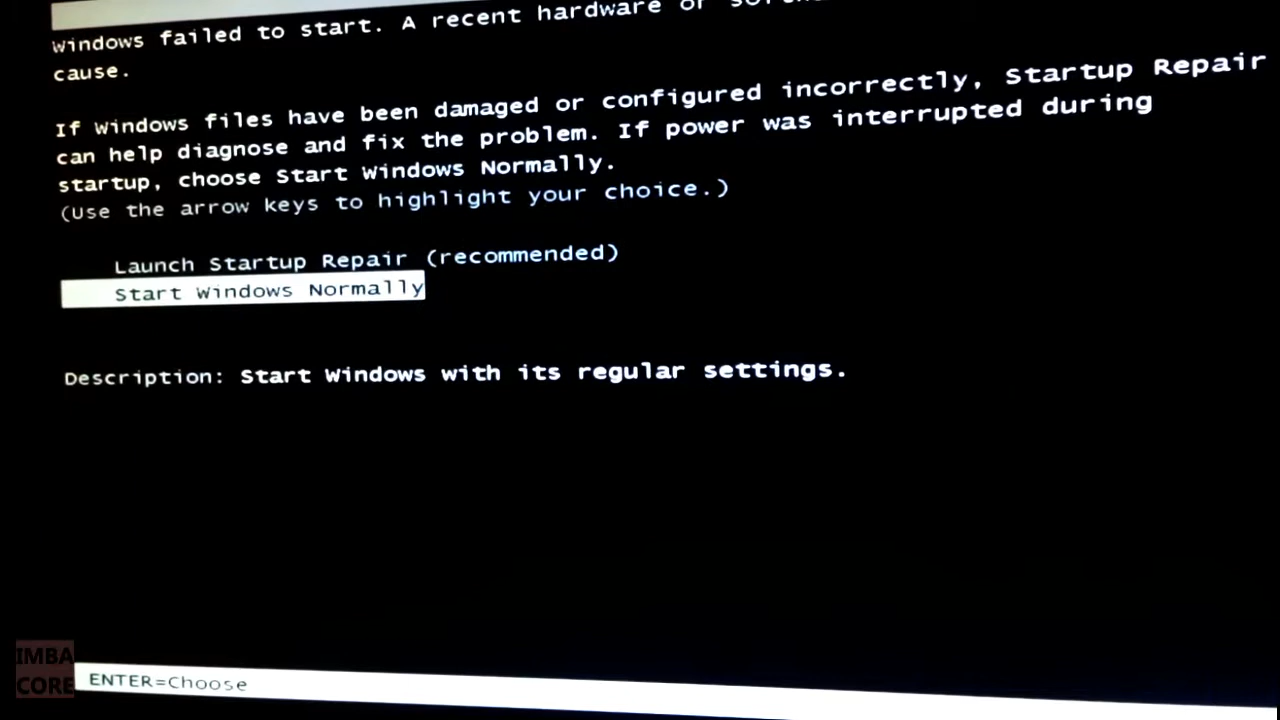 Windows failed to start. A recent hardware or
cause.
If Windows files have been damaged or configured incorrectly, Startup Repair
can help diagnose and fix the problem. If power was interrupted during
startup, choose Start Windows Normally.
(Use the arrow keys to highlight your choice.)
Launch Startup Repair (recommended)
Start Windows Normally
Description: Start Windows with its regular settings.
ENTER=Choose
IMBA
CORE